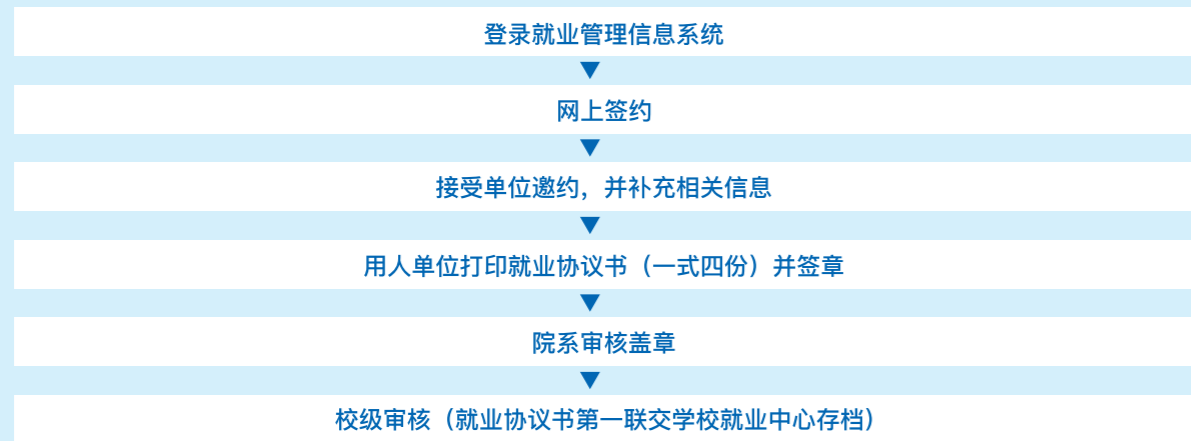 登录就业管理信息系统
网上签约
接受单位邀约，并补充相关信息
用人单位打印就业协议书（一式四份）并签章
院系审核盖章
校级审核（就业协议书第一联交学校就业中心存档）